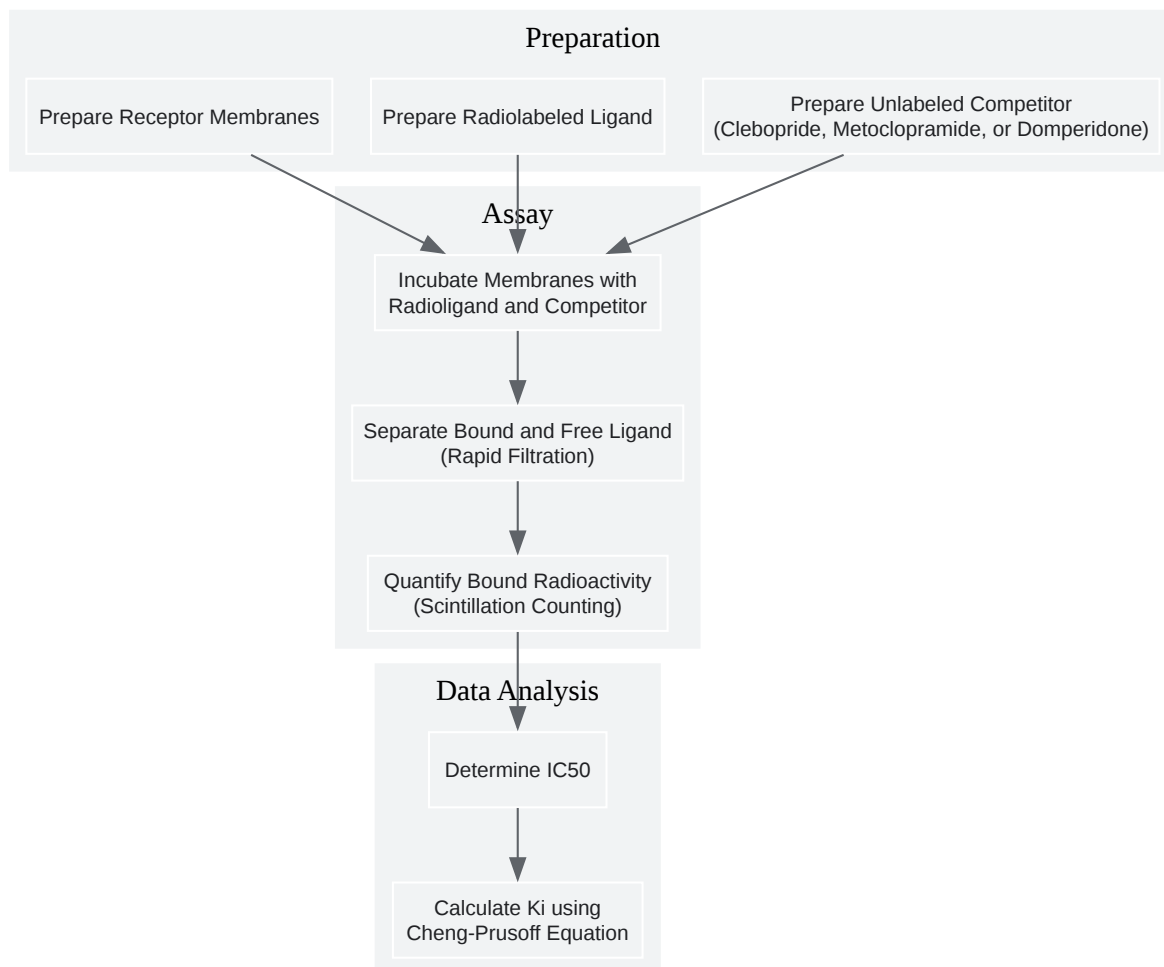 Preparation
Prepare Receptor Membranes
Prepare Radiolabeled Ligand
Prepare Unlabeled Competitor
(Clebopride, Metoclopramide, or Domperidone)
Assay
Incubate Membranes with
Radioligand and Competitor
Separate Bound and Free Ligand
(Rapid Filtration)
Quantify Bound Radioactivity
(Scintillation Counting)
Data Analysis
Determine IC50
Calculate Ki using
Cheng-Prusoff Equation